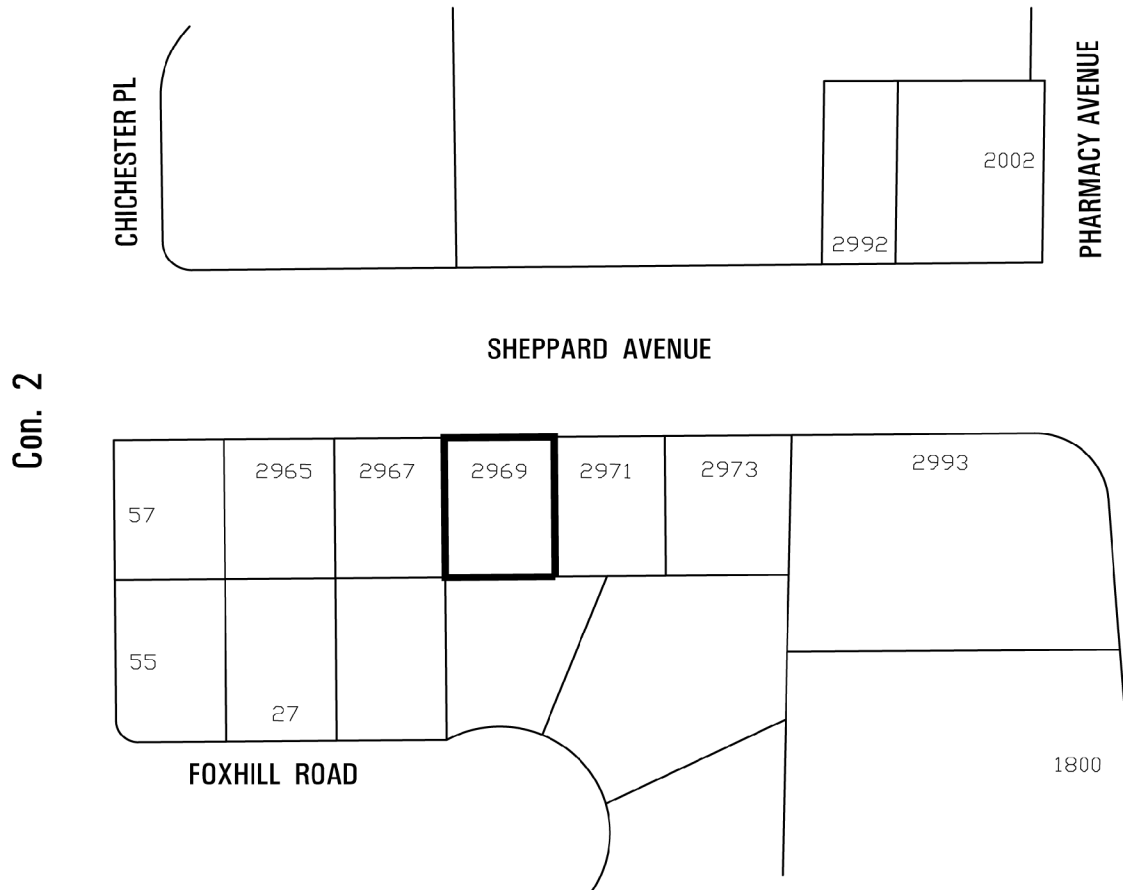 CHICHESTER PL
PHARMACY AVENUE
2002
2992
SHEPPARD AVENUE
Con. 2
2965
2967
2969
2971
2973
2993
57
55
27
FOXHILL ROAD
1800